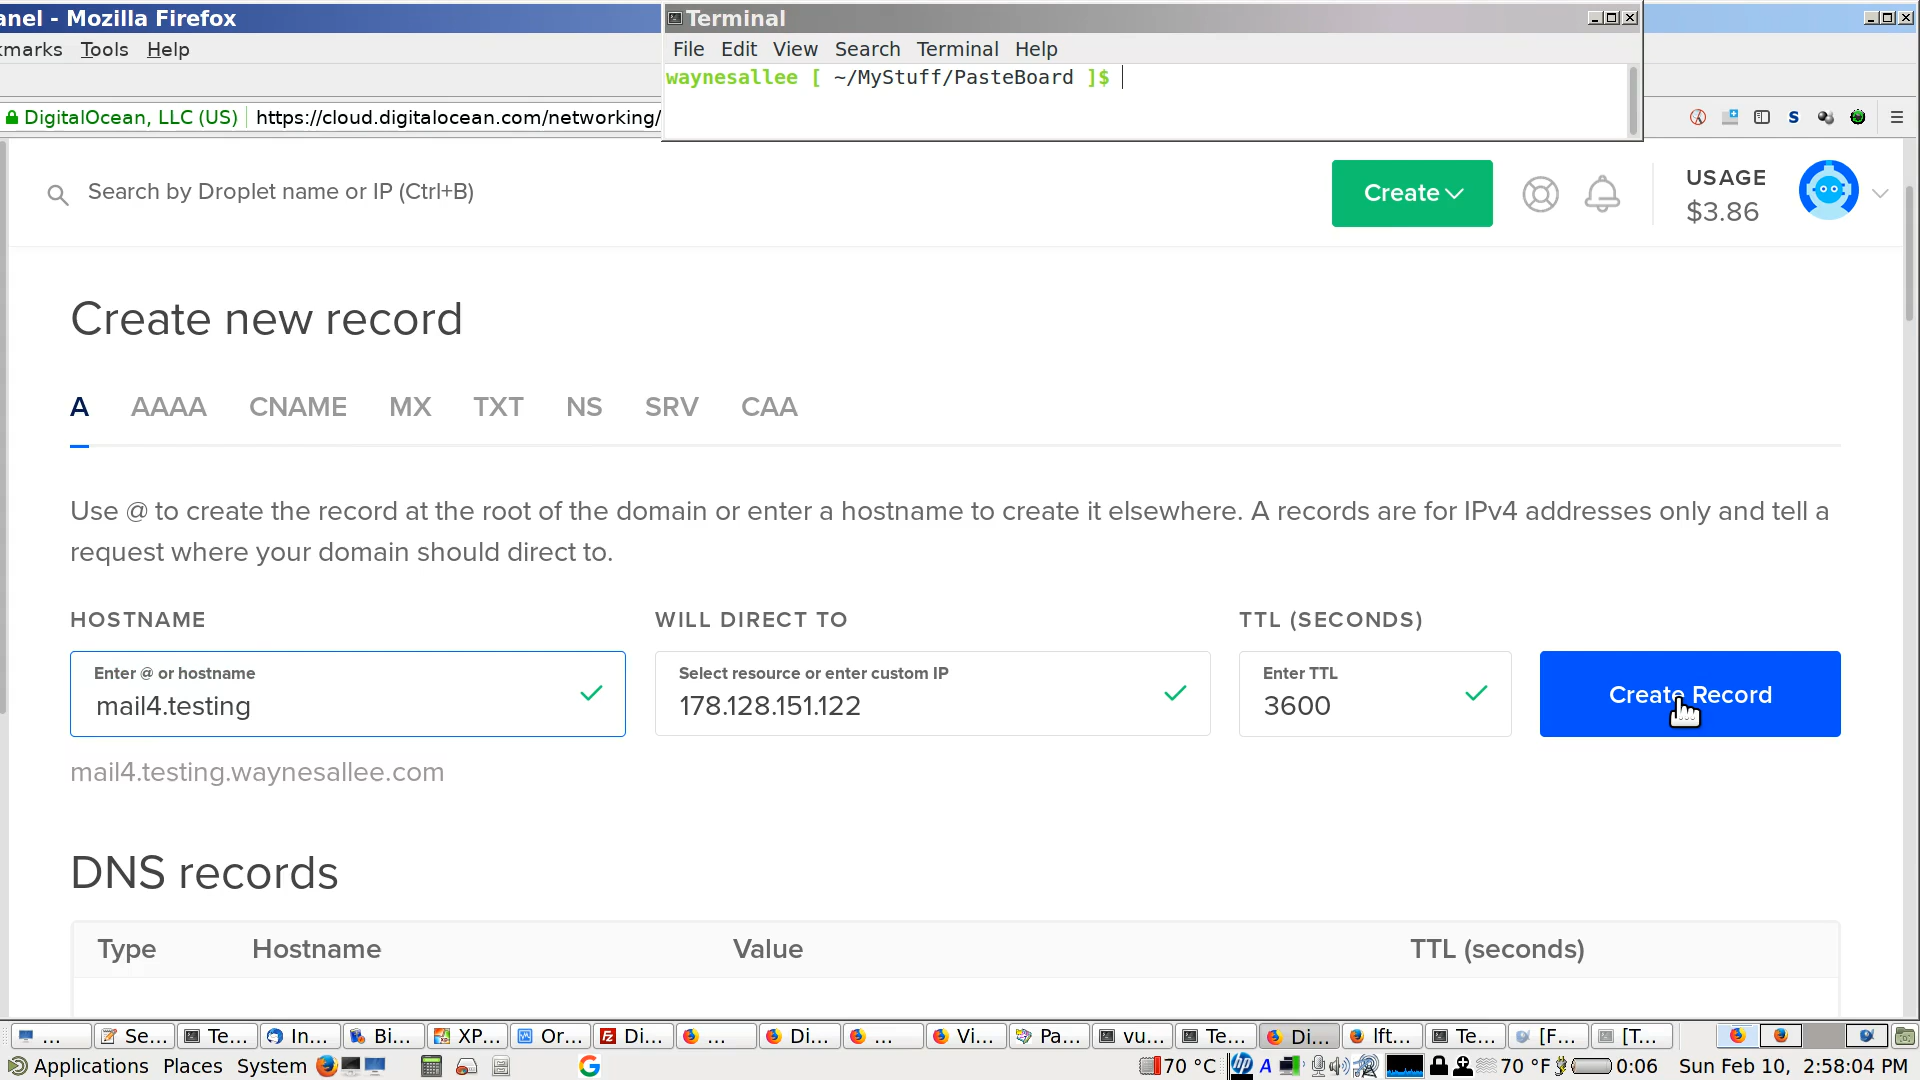 anel - Mozilla Firefox
Terminal
kmarks Tools Help
File Edit View Search Terminal Help
waynesallee [ ~/MyStuff/PasteBoard ]$
DigitalOcean, LLC (US) https://cloud.digitalocean.com/networking/
S
Search by Droplet name or IP (Ctrl+B)
Create
USAGE
$3.86
Create new record
A AAAA CNAME MX TXT NS SRV CAA
Use @ to create the record at the root of the domain or enter a hostname to create it elsewhere. A records are for IPv4 addresses only and tell a
request where your domain should direct to.
HOSTNAME WILL DIRECT TO TTL (SECONDS)
Enter @ or hostname Select resource or enter custom IP Enter TTL
mail4.testing 178.128.151.122 3600
Create Record
mail4.testing.waynesallee.com
DNS records
Type Hostname Value TTL (seconds)
... Se... Te... In... Bi... XP... Or... Di... ... Di... ... Vi... Pa... vu... Te... Di... lft... Te... [F... [T...
Applications Places System 70 °C A 70 °F 0:06 Sun Feb 10, 2:58:04 PM